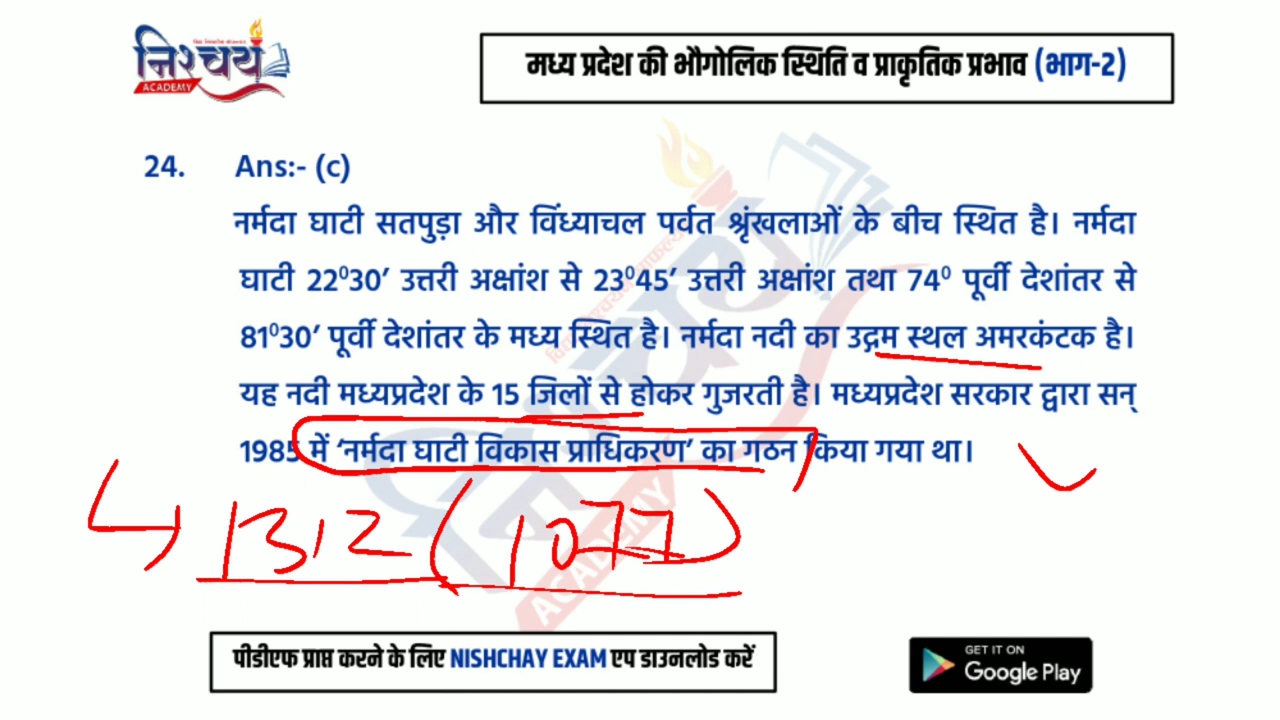 निश्चय
ACADEMY
मध्य प्रदेश की भौगोलिक स्थिति व प्राकृतिक प्रभाव (भाग-2)
24. Ans:- (c)
नर्मदा घाटी सतपुड़ा और विंध्याचल पर्वत श्रृंखलाओं के बीच स्थित है। नर्मदा
घाटी 22⁰30′ उत्तरी अक्षांश से 23⁰45′ उत्तरी अक्षांश तथा 74⁰ पूर्वी देशांतर से
81⁰30′ पूर्वी देशांतर के मध्य स्थित है। नर्मदा नदी का उद्गम स्थल अमरकंटक है।
यह नदी मध्यप्रदेश के 15 जिलों से होकर गुजरती है। मध्यप्रदेश सरकार द्वारा सन्
1985 में ‘नर्मदा घाटी विकास प्राधिकरण’ का गठन किया गया था।
1312 (1077)
पीडीएफ प्राप्त करने के लिए NISHCHAY EXAM एप डाउनलोड करें
GET IT ON
Google Play